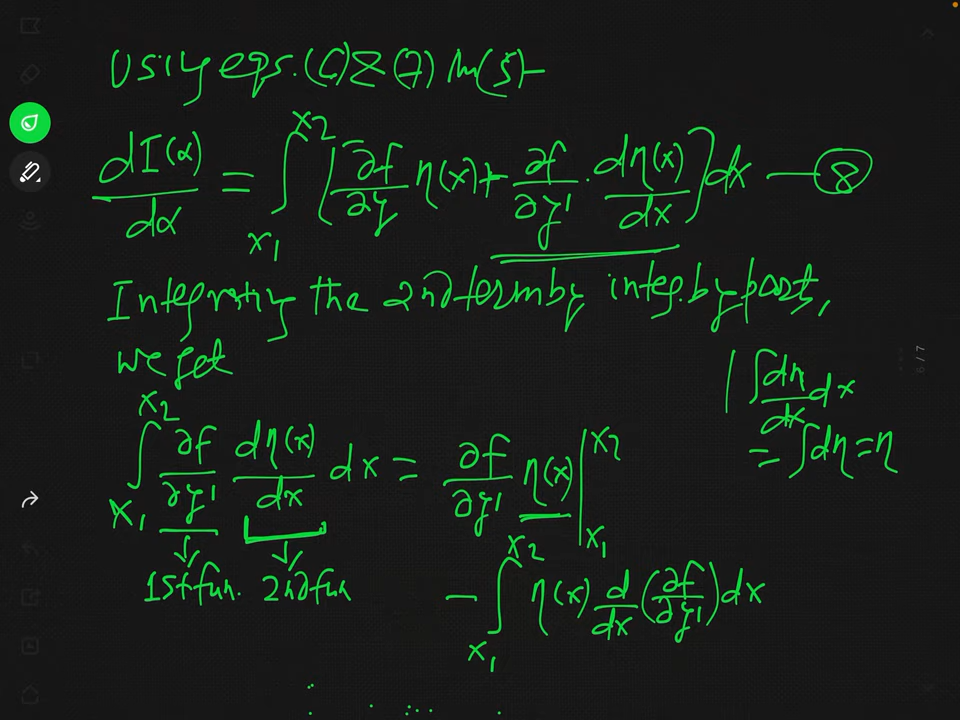 Using eqs. (6) & (7) in (5)-
dI(α)/dα = ∫_{x1}^{x2} [∂f/∂y η(x) + ∂f/∂y' . dη(x)/dx] dx — (8)
Integrating the 2nd term by integ. by parts,
we get
| ∫ dη/dx dx
= ∫dη = η
∫_{x1}^{x2} ∂f/∂y' dη(x)/dx dx = ∂f/∂y' η(x) |_{x1}^{x2}
1st fun. 2nd fun
− ∫_{x1}^{x2} η(x) d/dx (∂f/∂y') dx